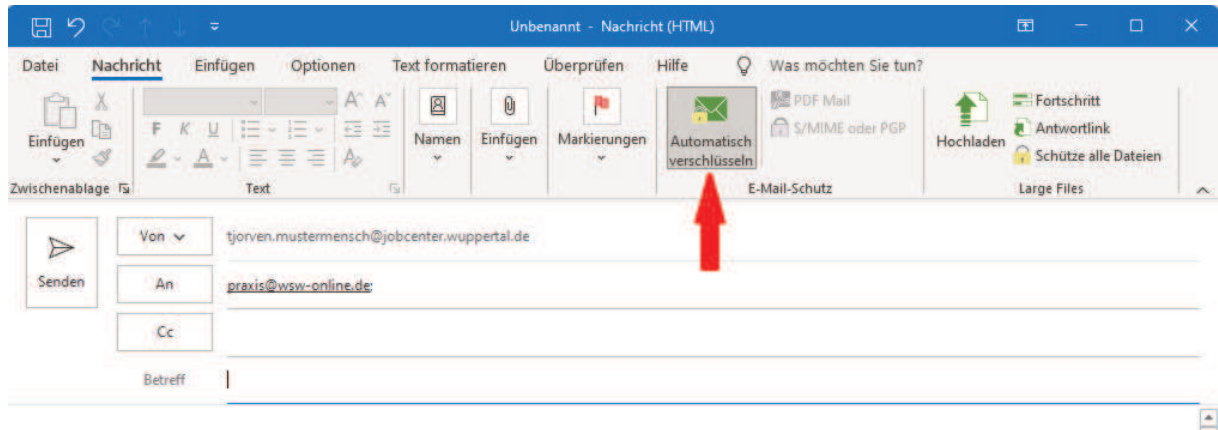 Unbenannt - Nachricht (HTML)
Datei Nachricht Einfügen Optionen Text formatieren Überprüfen Hilfe Was möchten Sie tun?
Einfügen
Zwischenablage
F K U
A A
A
Text
Namen
Einfügen
Markierungen
Automatisch
verschlüsseln
PDF Mail
S/MIME oder PGP
E-Mail-Schutz
Hochladen
Fortschritt
Antwortlink
Schütze alle Dateien
Large Files
Senden
Von tjorven.mustermensch@jobcenter.wuppertal.de
An praxis@wsw-online.de;
Cc
Betreff